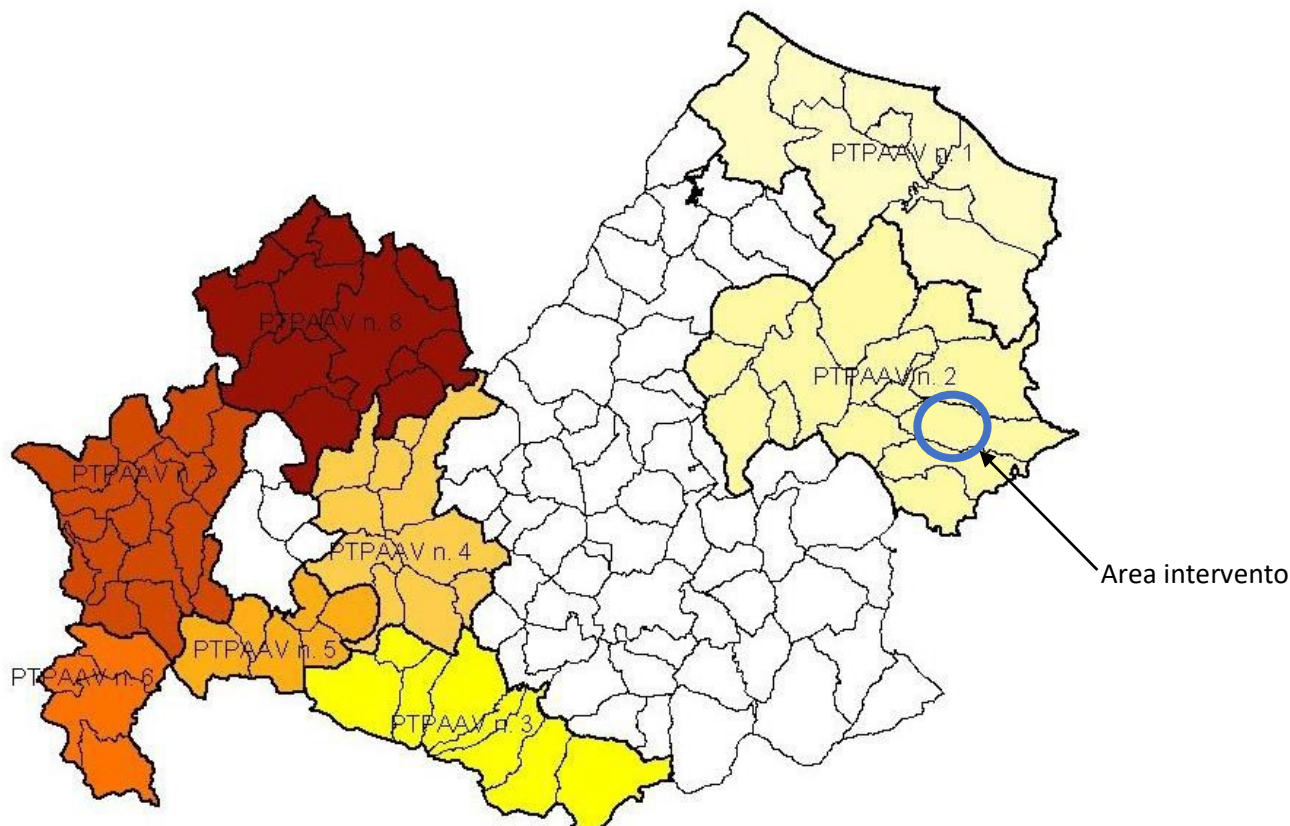 PTPAAV n. 1
PTPAAV n. 8
PTPAAV n. 2
PTPAAV n. 7
PTPAAV n. 4
Area intervento
PTPAAV n. 5
PTPAAV n. 6
PTPAAV n. 3